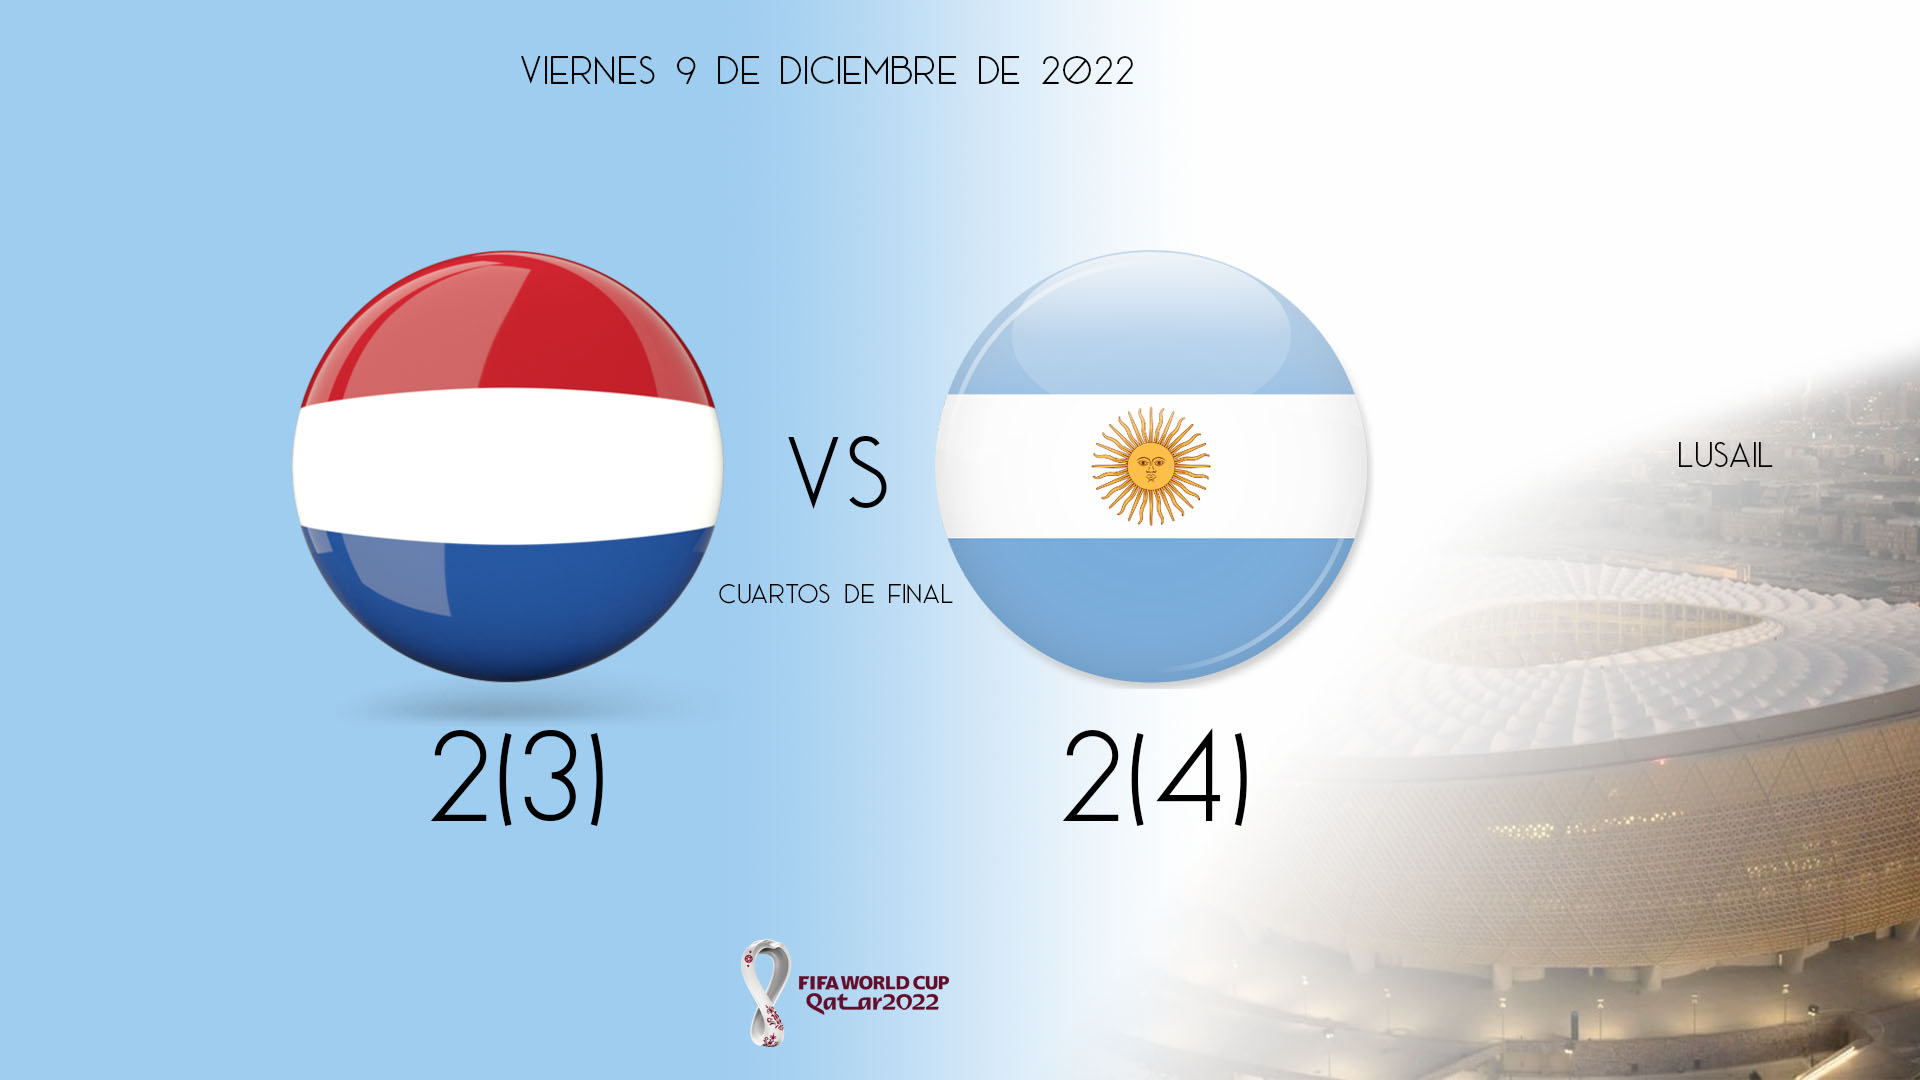 VIERNES 9 DE DICIEMBRE DE 2022
VS
LUSAIL
CUARTOS DE FINAL
2(3)
2(4)
FIFA WORLD CUP
Qatar2022